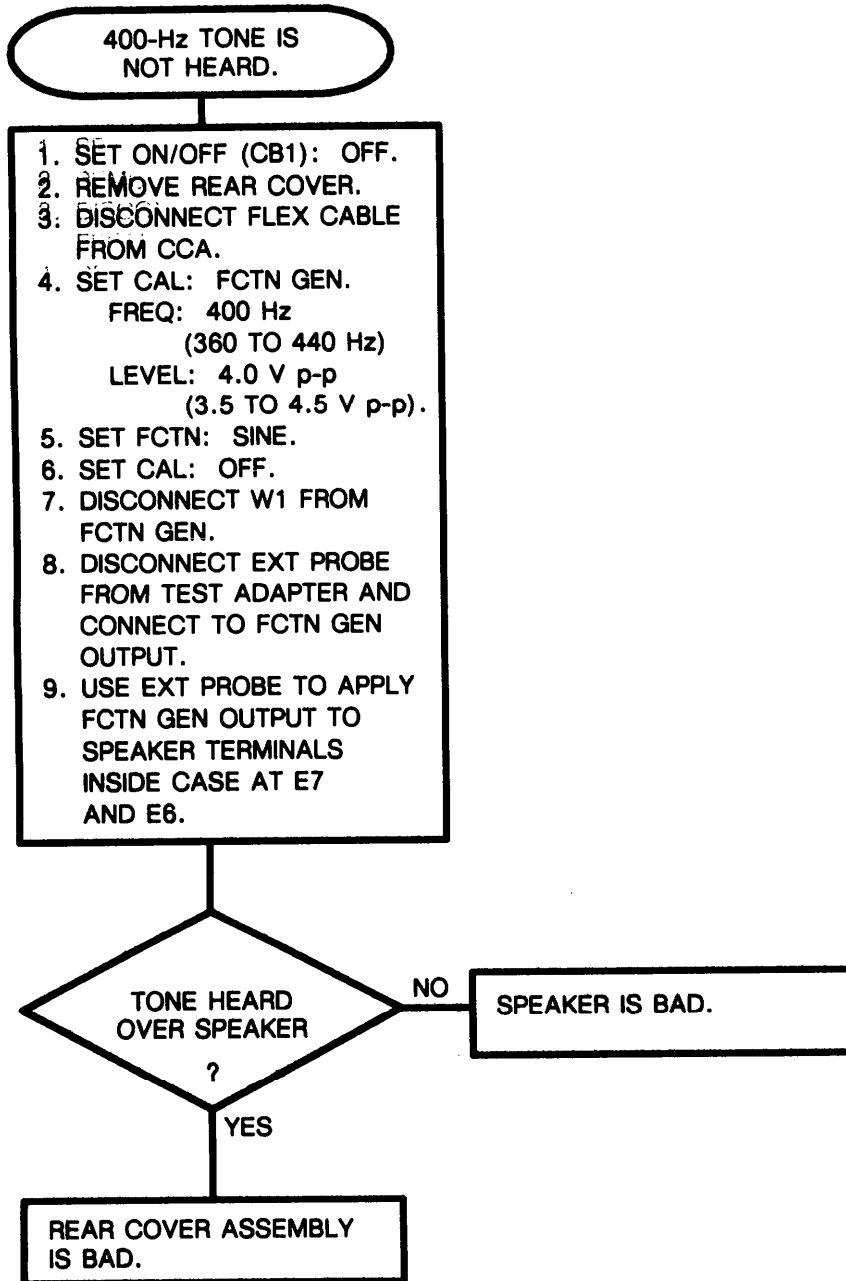 400-Hz TONE IS
NOT HEARD.
1. SET ON/OFF (CB1): OFF.
2. REMOVE REAR COVER.
3. DISCONNECT FLEX CABLE
FROM CCA.
4. SET CAL: FCTN GEN.
FREQ: 400 Hz
(360 TO 440 Hz)
LEVEL: 4.0 V p-p
(3.5 TO 4.5 V p-p).
5. SET FCTN: SINE.
6. SET CAL: OFF.
7. DISCONNECT W1 FROM
FCTN GEN.
8. DISCONNECT EXT PROBE
FROM TEST ADAPTER AND
CONNECT TO FCTN GEN
OUTPUT.
9. USE EXT PROBE TO APPLY
FCTN GEN OUTPUT TO
SPEAKER TERMINALS
INSIDE CASE AT E7
AND E6.
TONE HEARD
OVER SPEAKER
?
NO
SPEAKER IS BAD.
YES
REAR COVER ASSEMBLY
IS BAD.